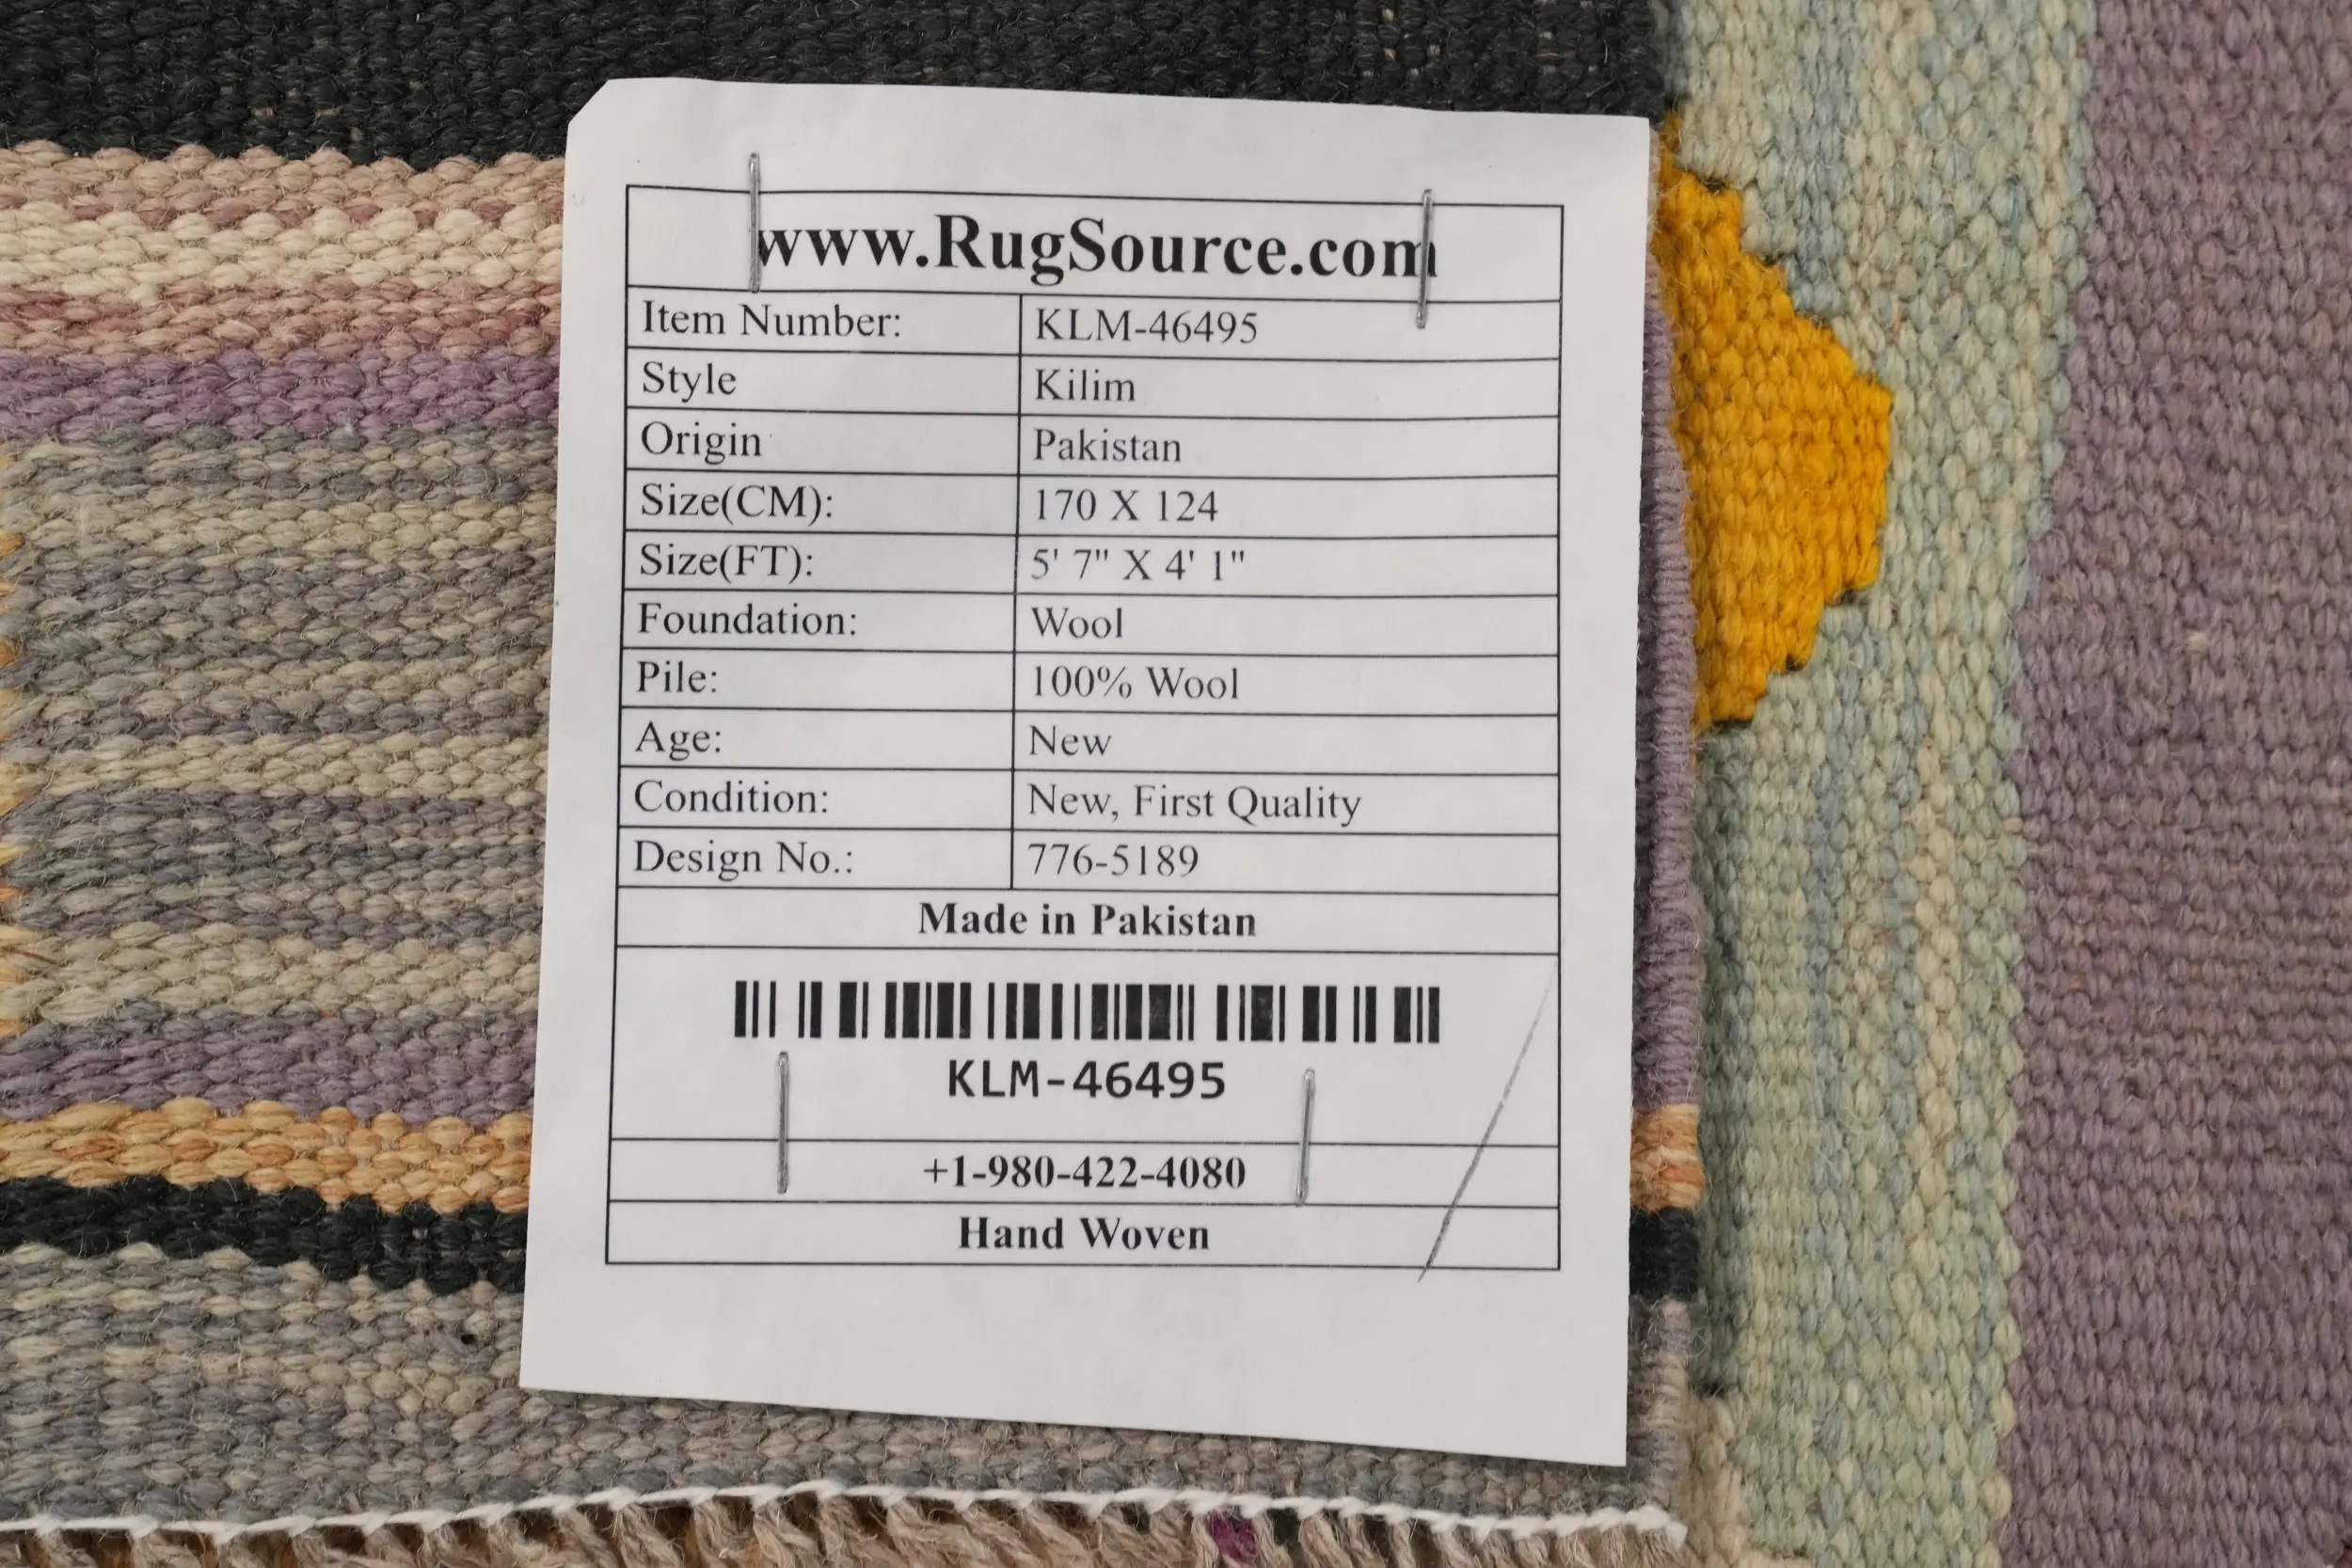 www.RugSource.com
Item Number: KLM-46495
Style Kilim
Origin Pakistan
Size(CM): 170 X 124
Size(FT): 5' 7" X 4' 1"
Foundation: Wool
Pile: 100% Wool
Age: New
Condition: New, First Quality
Design No.: 776-5189
Made in Pakistan
KLM-46495
+1-980-422-4080
Hand Woven